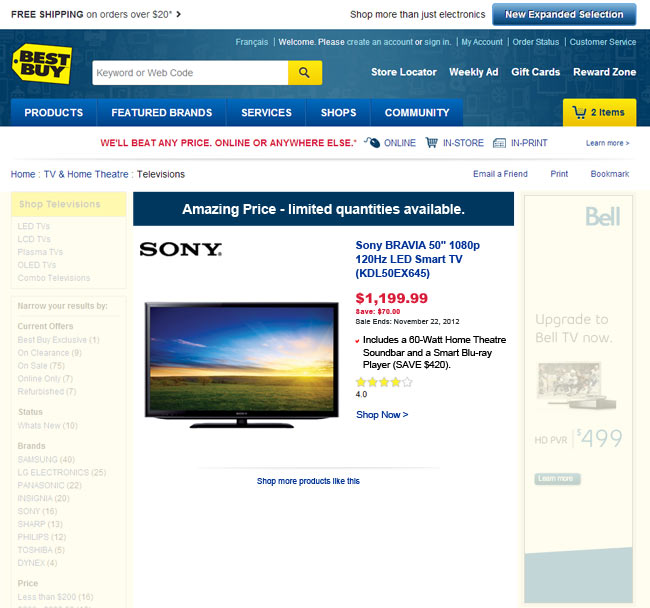 FREE SHIPPING on orders over $20* >
Shop more than just electronics
New Expanded Selection
Français | Welcome. Please create an account or sign in. | My Account | Order Status | Customer Service
BEST BUY
Keyword or Web Code
Store Locator Weekly Ad Gift Cards Reward Zone
PRODUCTS FEATURED BRANDS SERVICES SHOPS COMMUNITY
2 Items
WE'LL BEAT ANY PRICE. ONLINE OR ANYWHERE ELSE.* ONLINE IN-STORE IN-PRINT Learn more >
Home : TV & Home Theatre : Televisions
Email a Friend Print Bookmark
Shop Televisions
LED TVs
LCD TVs
Plasma TVs
OLED TVs
Combo Televisions
Narrow your results by:
Current Offers
Best Buy Exclusive (1)
On Clearance (9)
On Sale (75)
Online Only (7)
Refurbished (7)
Status
Whats New (10)
Brands
SAMSUNG (40)
LG ELECTRONICS (25)
PANASONIC (22)
INSIGNIA (20)
SONY (16)
SHARP (13)
PHILIPS (12)
TOSHIBA (5)
DYNEX (4)
Price
Less than $200 (16)
Amazing Price - limited quantities available.
SONY
Sony BRAVIA 50" 1080p
120Hz LED Smart TV
(KDL50EX645)
$1,199.99
Save: $70.00
Sale Ends: November 22, 2012
Includes a 60-Watt Home Theatre
Soundbar and a Smart Blu-ray
Player (SAVE $420).
4.0
Shop Now >
Shop more products like this
Bell
Upgrade to
Bell TV now.
HD PVR $499
Learn more